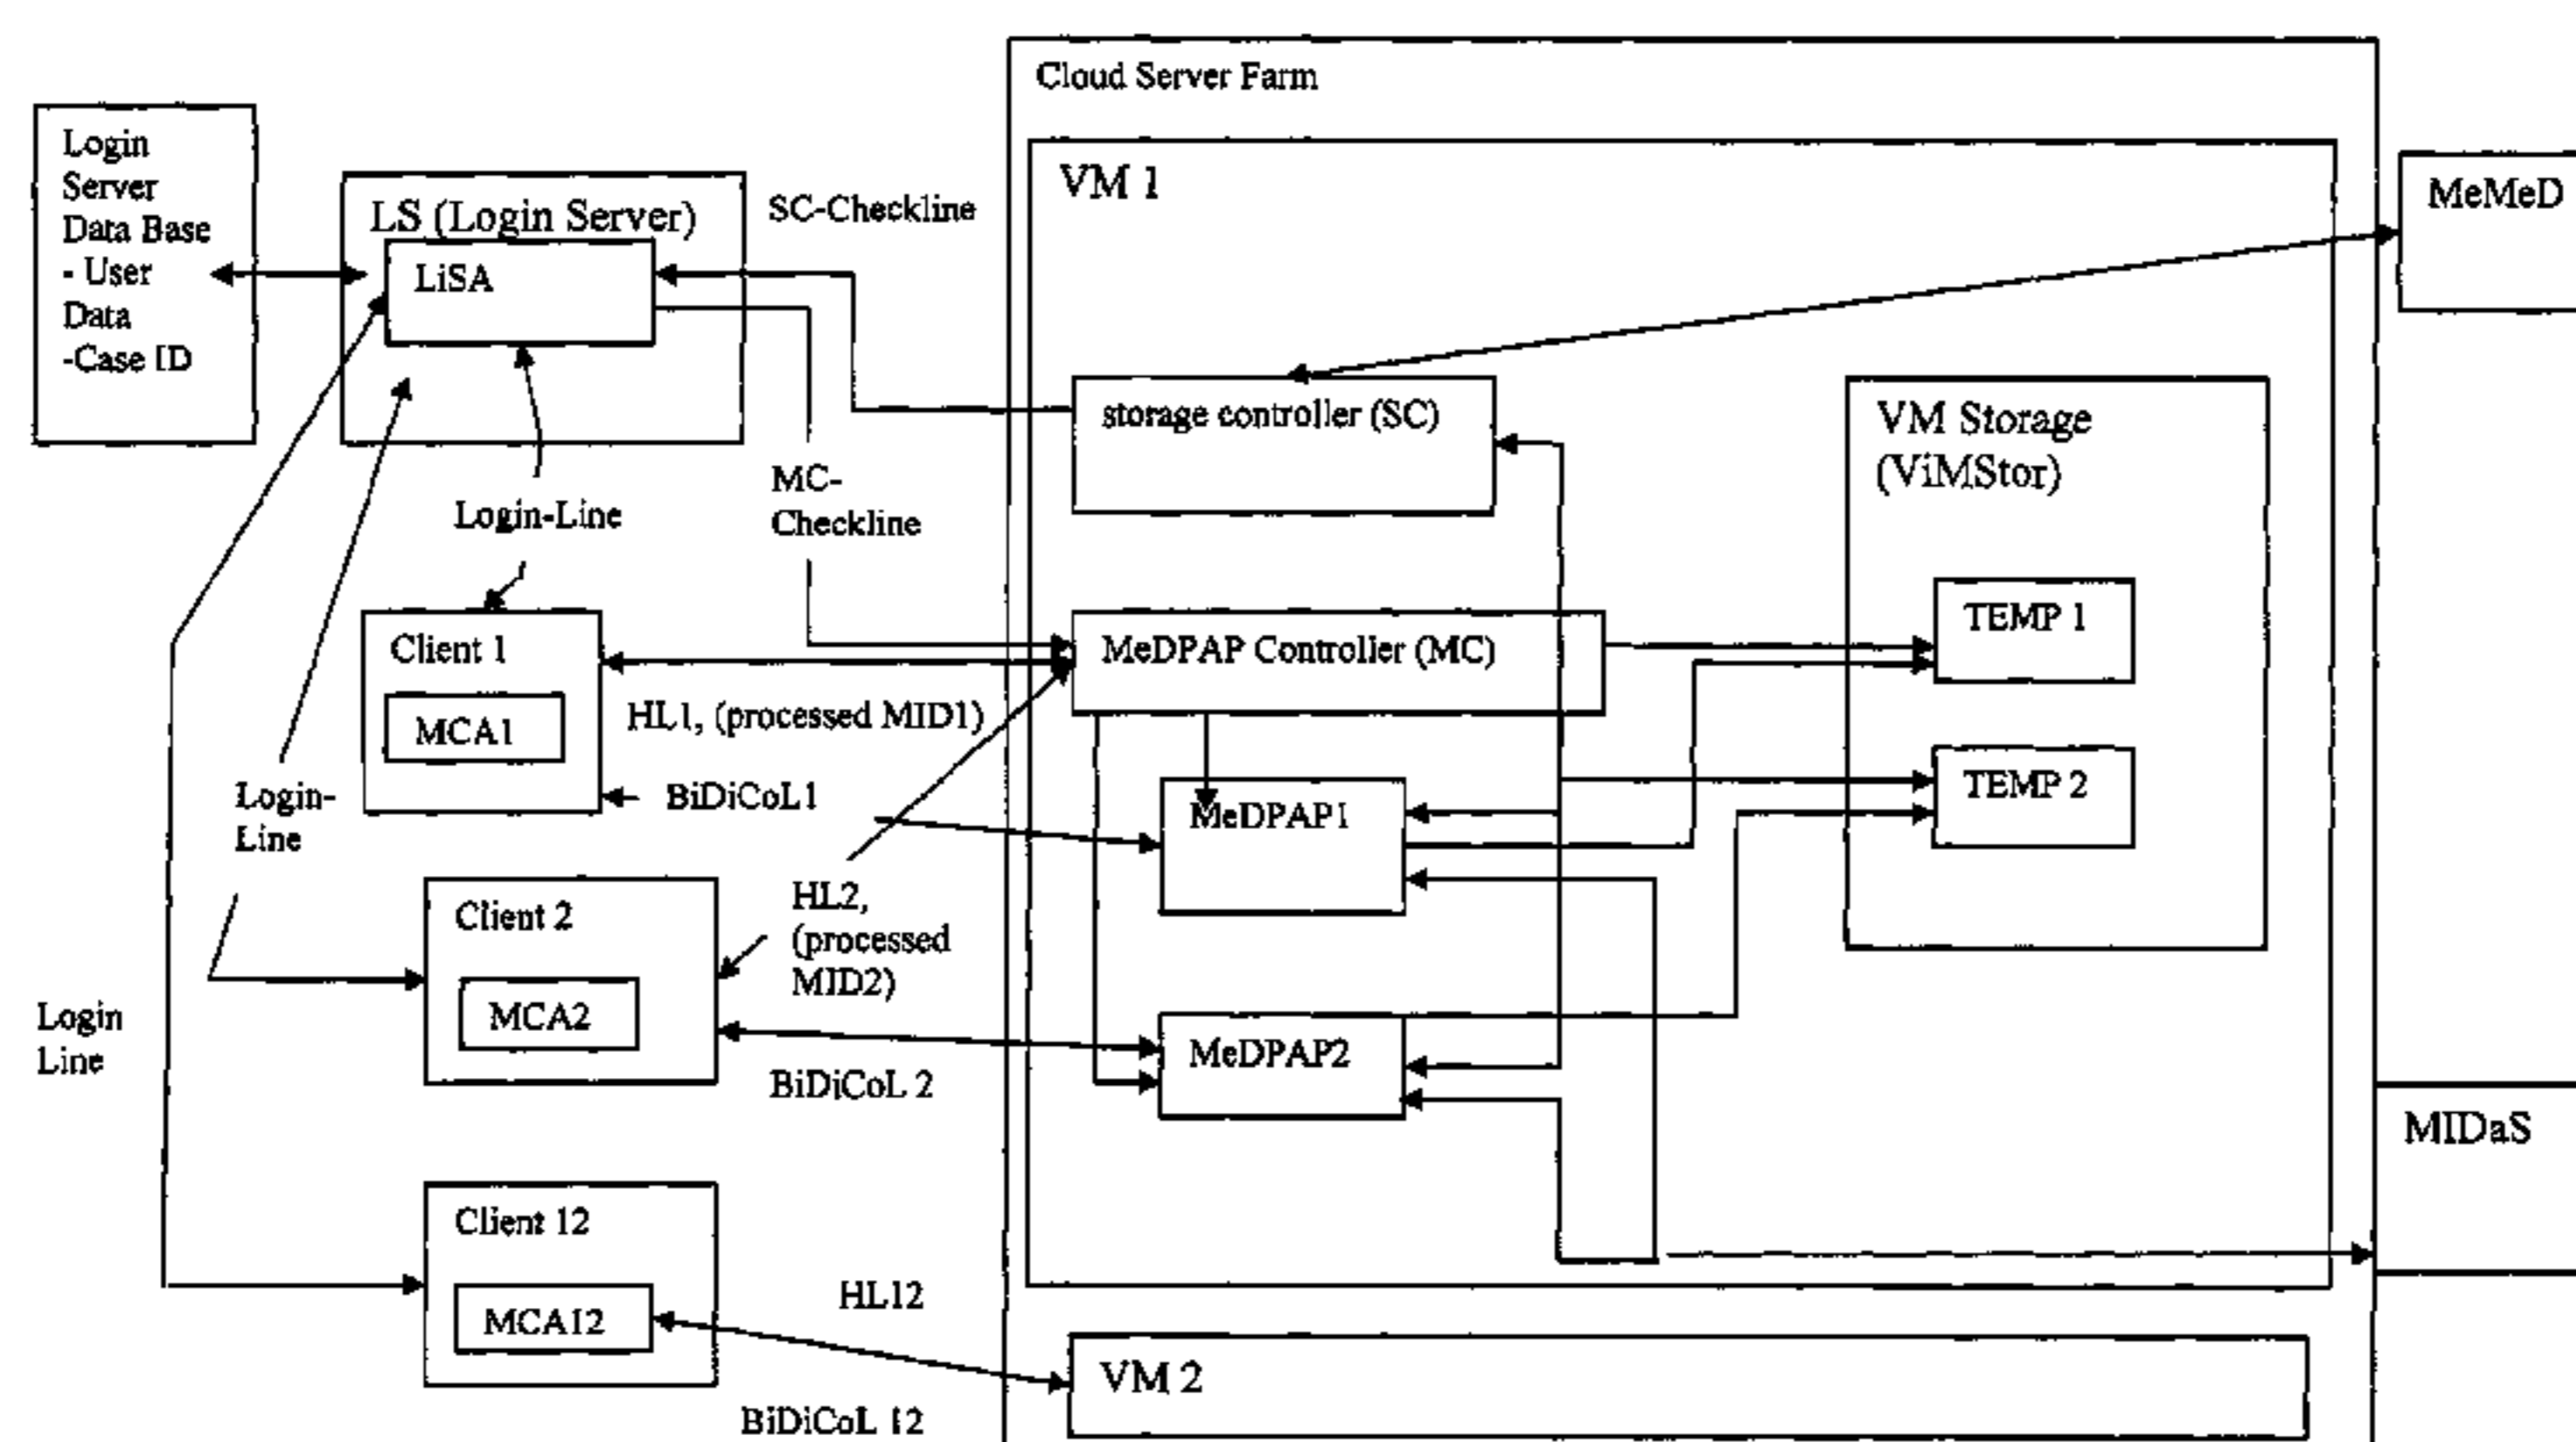 Cloud Server Farm
Login
Server
Data Base
- User
Data
-Case ID
LS (Login Server)
LiSA
SC-Checkline
VM 1
MeMeD
storage controller (SC)
VM Storage
(ViMStor)
MC-
Checkline
Login-Line
TEMP 1
Client 1
MCA1
MeDPAP Controller (MC)
HL1, (processed MID1)
TEMP 2
Login-
Line
BiDiCoL1
MeDPAP1
Client 2
MCA2
HL2,
(processed
MID2)
Login
Line
MeDPAP2
BiDiCoL 2
MIDaS
Client 12
MCA12
HL12
VM 2
BiDiCoL 12